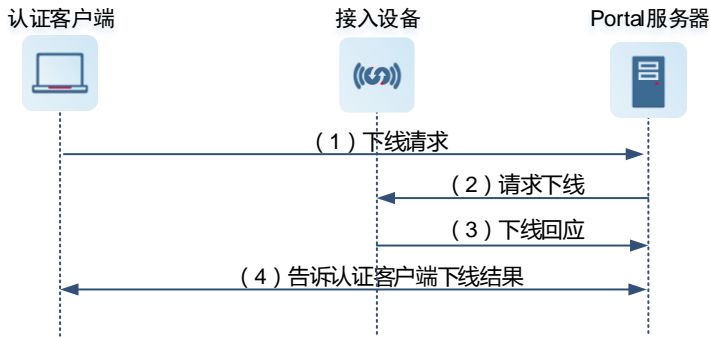 认证客户端
接入设备
Portal服务器
（1）下线请求
（2）请求下线
（3）下线回应
（4）告诉认证客户端下线结果